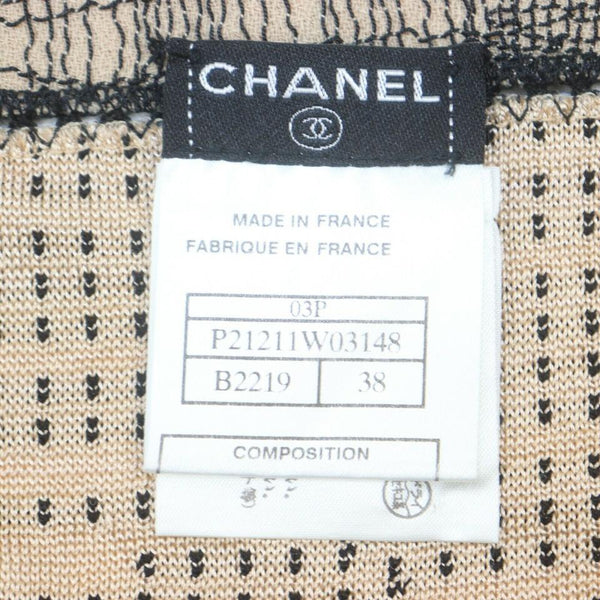 CHANEL
MADE IN FRANCE
FABRIQUE EN FRANCE
03P
P21211W03148
B2219 38
COMPOSITION